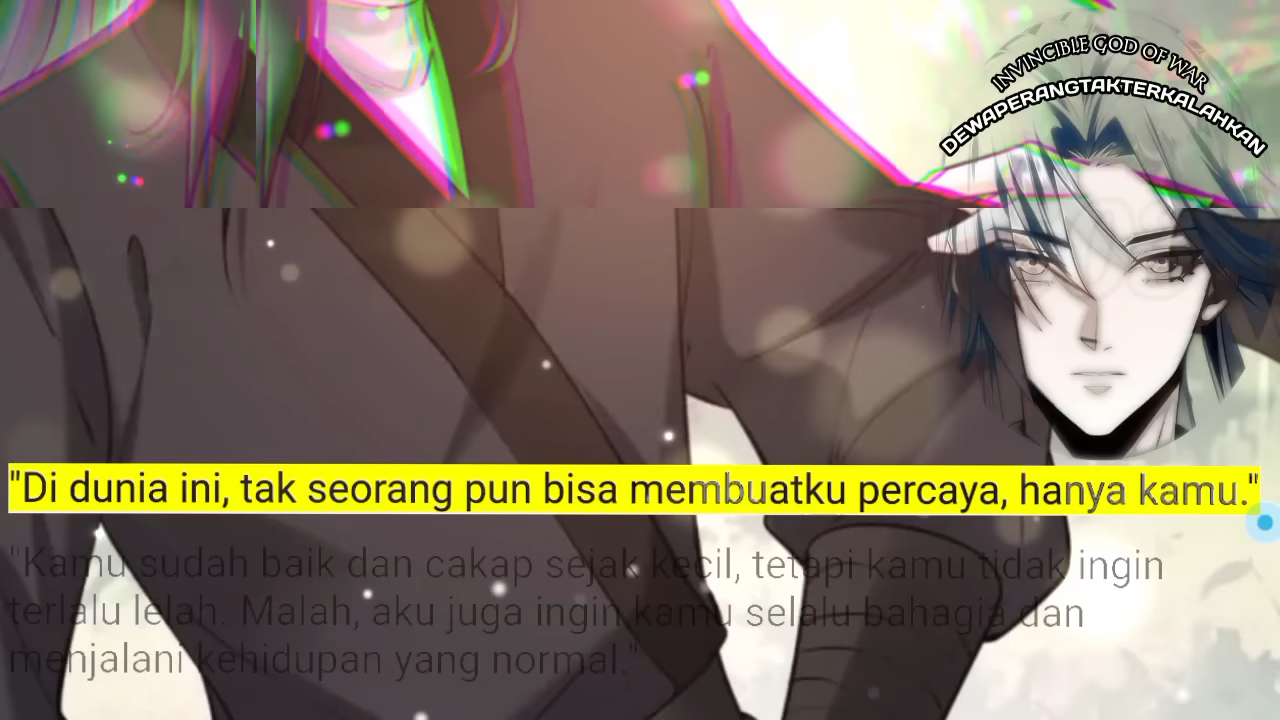 INVINCIBLE GOD OF WAR
DEWAPERANGTAKTERKALAHKAN
"Di dunia ini, tak seorang pun bisa membuatku percaya, hanya kamu."
"Kamu sudah baik dan cakap sejak kecil, tetapi kamu tidak ingin
terlalu lelah. Malah, aku juga ingin kamu selalu bahagia dan
menjalani kehidupan yang normal."